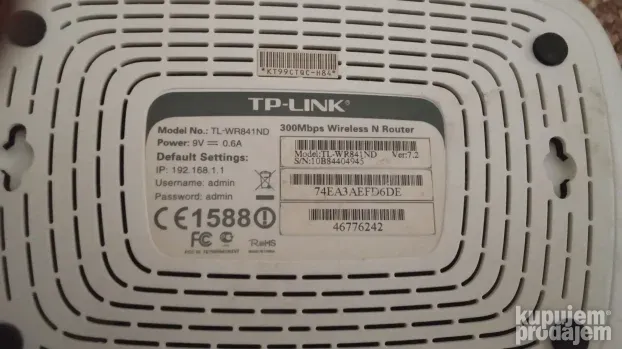 *KT99CTQC-H84*
TP-LINK®
Model No.: TL-WR841ND
300Mbps Wireless N Router
Power: 9V ⎓ 0.6A
Default Settings:
IP: 192.168.1.1
Username: admin
Password: admin
Model:TL-WR841ND Ver:7.2
S/N:10B84404945
74EA3AEFD6DE
46776242
CE1588
FC
RoHS
kupujem
prodajem